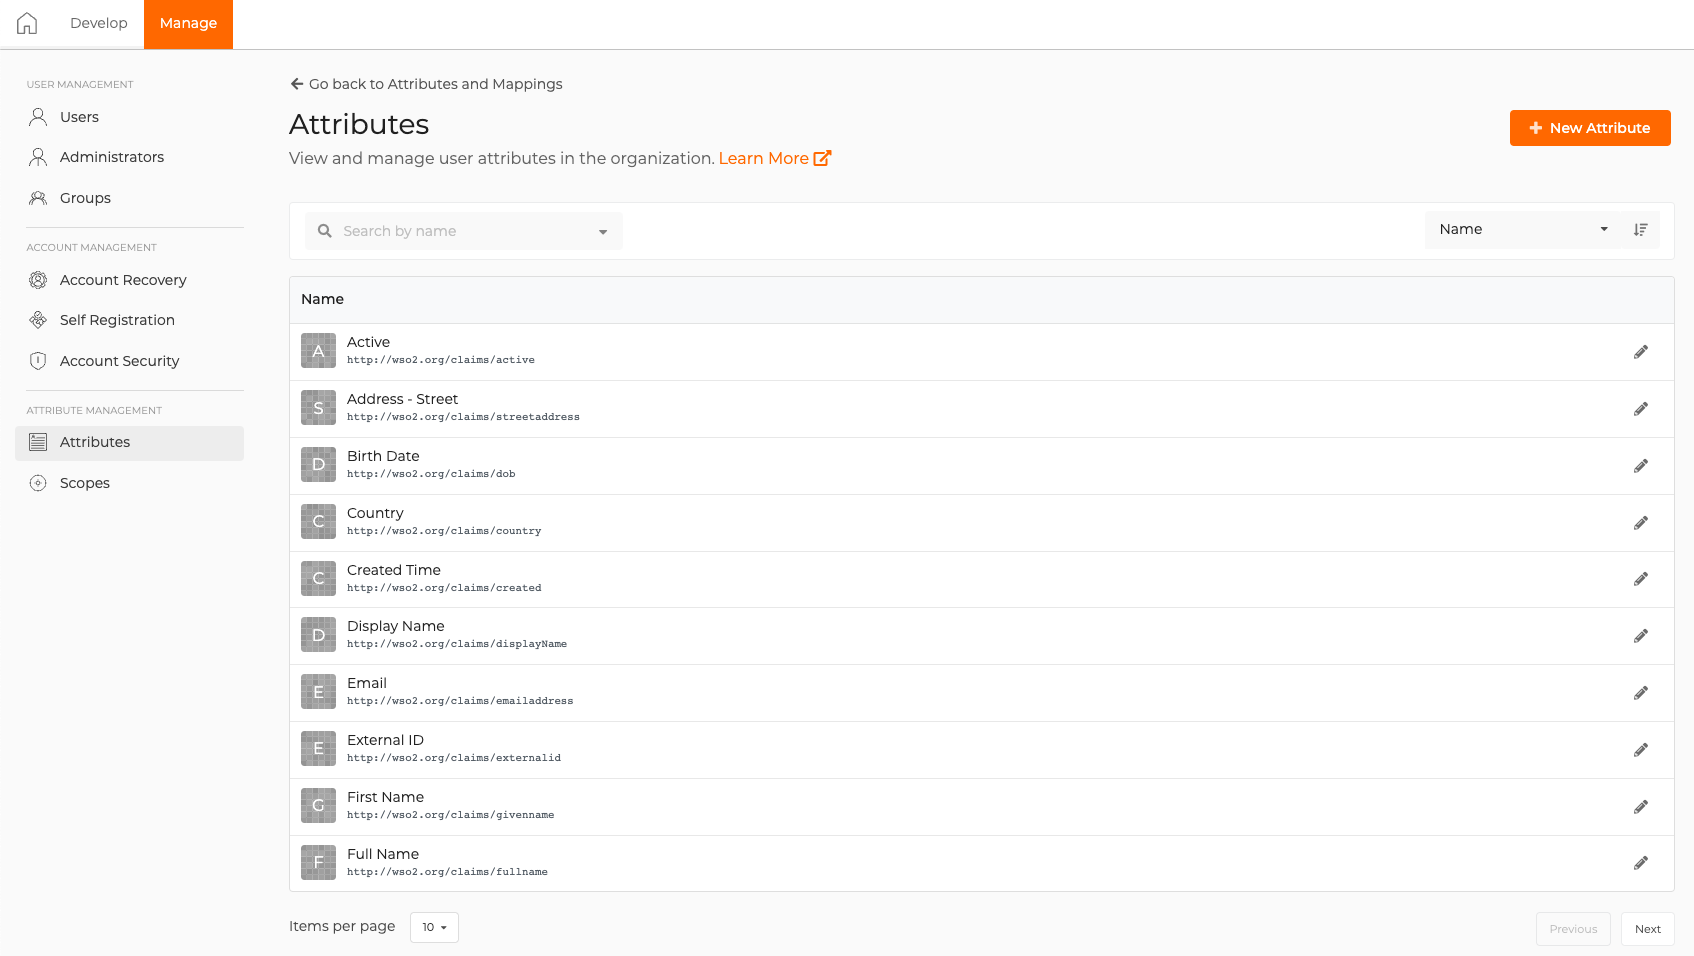 Develop
Manage
USER MANAGEMENT
Users
Administrators
Groups
ACCOUNT MANAGEMENT
Account Recovery
Self Registration
Account Security
ATTRIBUTE MANAGEMENT
Attributes
Scopes
Go back to Attributes and Mappings
Attributes
View and manage user attributes in the organization. Learn More
New Attribute
Search by name
Name
Name
A
Active
http://wso2.org/claims/active
S
Address - Street
http://wso2.org/claims/streetaddress
D
Birth Date
http://wso2.org/claims/dob
C
Country
http://wso2.org/claims/country
C
Created Time
http://wso2.org/claims/created
D
Display Name
http://wso2.org/claims/displayName
E
Email
http://wso2.org/claims/emailaddress
E
External ID
http://wso2.org/claims/externalid
G
First Name
http://wso2.org/claims/givenname
F
Full Name
http://wso2.org/claims/fullname
Items per page 10
Previous
Next